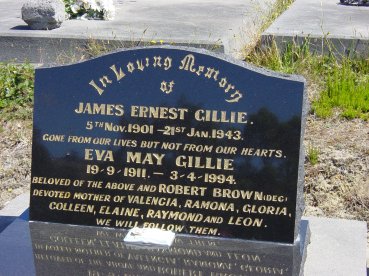 In Loving Memory
of
JAMES ERNEST GILLIE.
5TH NOV. 1901 - 21ST JAN. 1943.
GONE FROM OUR LIVES BUT NOT FROM OUR HEARTS.
EVA MAY GILLIE
19-9-1911. - 3-4-1994.
BELOVED OF THE ABOVE AND ROBERT BROWN (DEC)
DEVOTED MOTHER OF VALENCIA, RAMONA, GLORIA,
COLLEEN, ELAINE, RAYMOND AND LEON.
WE WILL FOLLOW THEM.